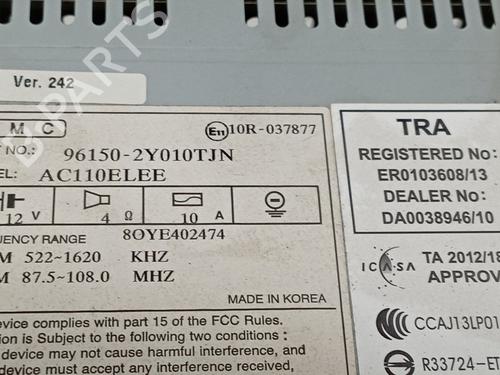 Ver. 242
M C
E11 10R-037877
T NO.: 96150-2Y010TJN
EL: AC110ELEE
12 V 4 Ω 10 A
QUENCY RANGE 8OYE402474
M 522~1620 KHZ
M 87.5~108.0 MHZ
MADE IN KOREA
evice complies with part 15 of the FCC Rules.
tion is Subject to the following two conditions:
device may not cause harmful interference, and
device must accept any interference received,
TRA
REGISTERED No:
ER0103608/13
DEALER No:
DA0038946/10
ICASA
TA 2012/18
APPROV
CCAJ13LP01
R33724-ET
B-PARTS